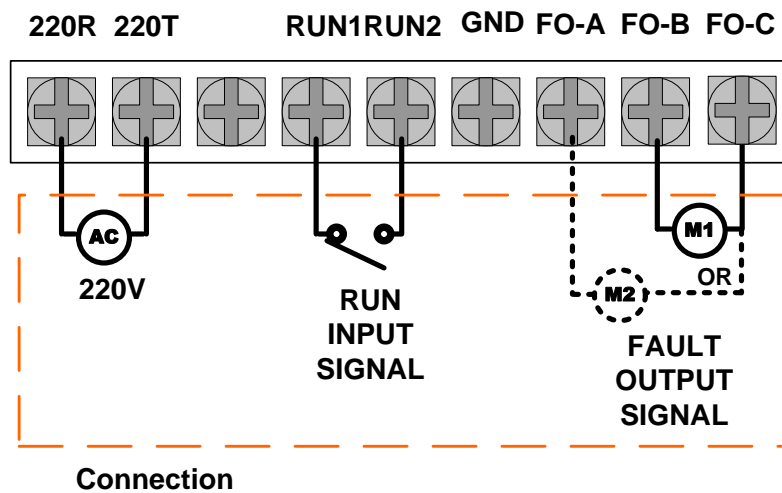 220R 220T RUN1RUN2 GND FO-A FO-B FO-C
AC
220V
RUN
INPUT
SIGNAL
M1
OR
M2
FAULT
OUTPUT
SIGNAL
Connection